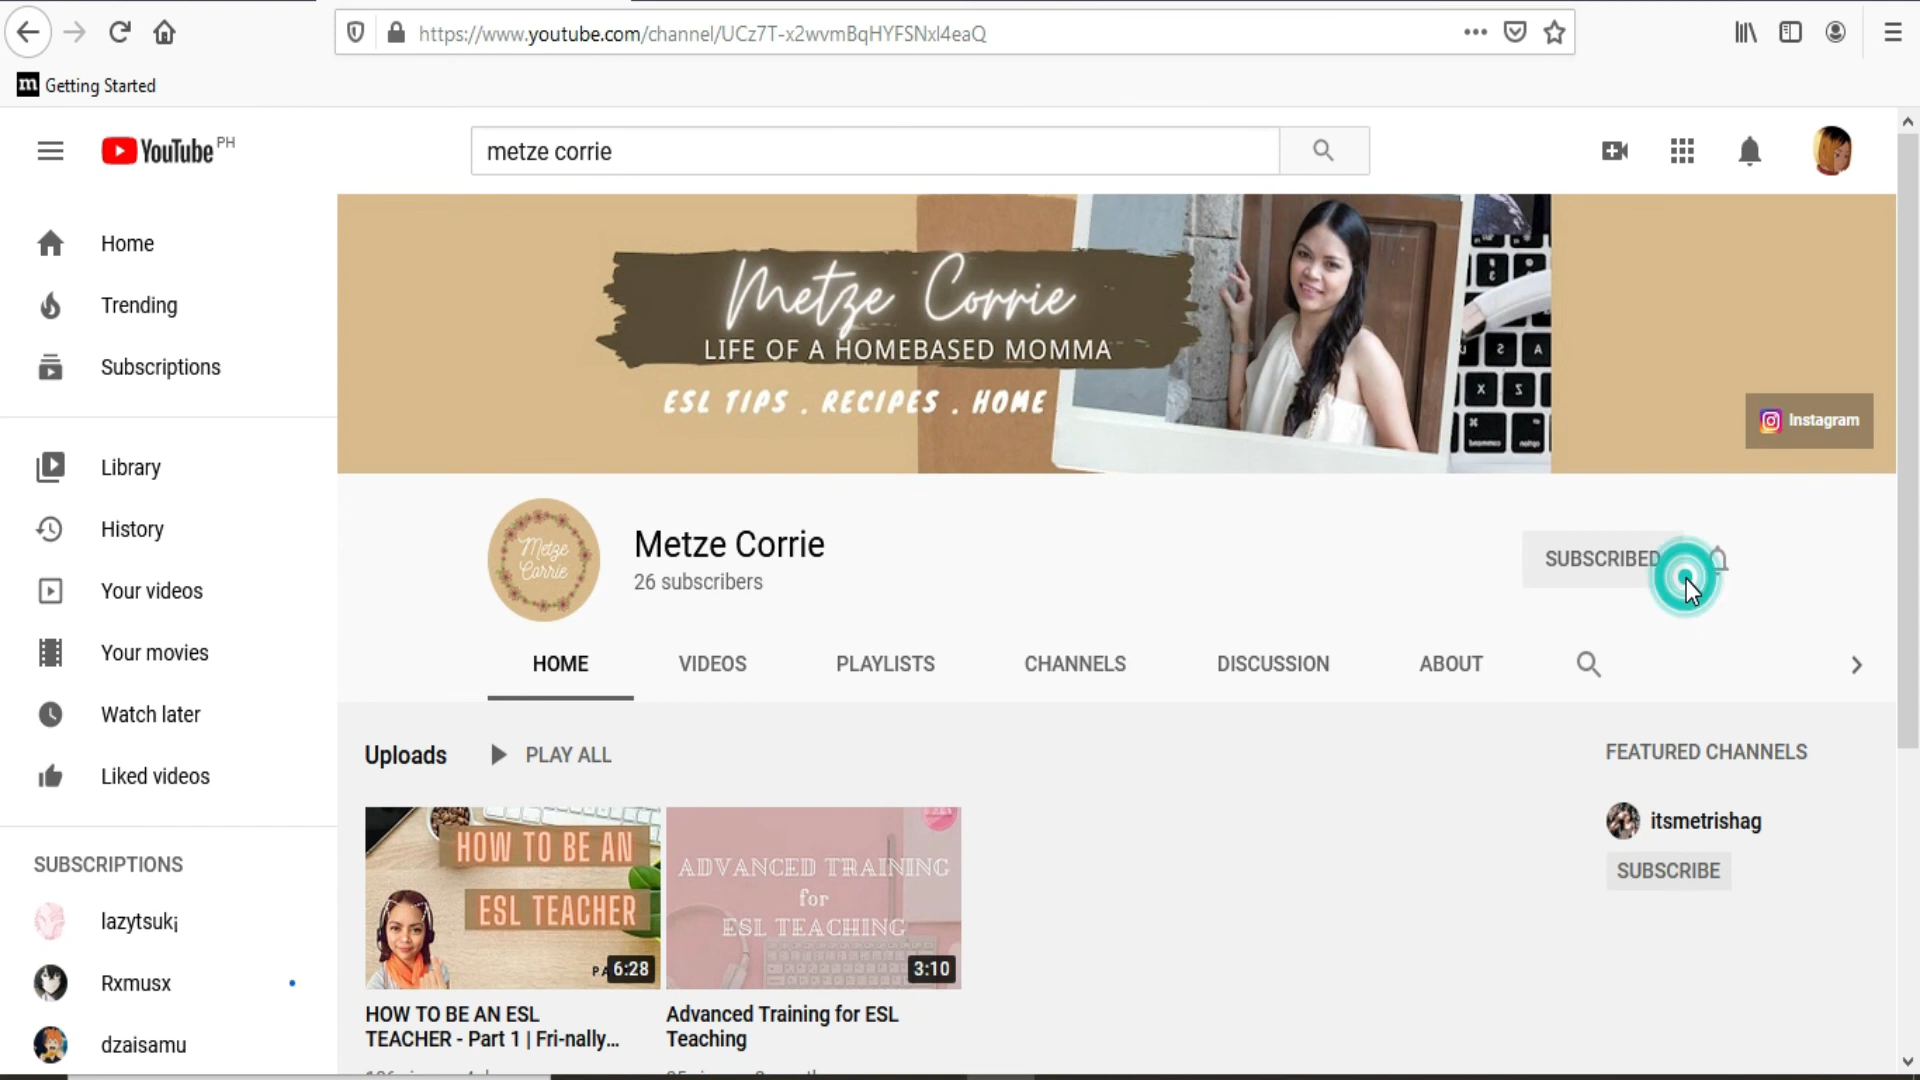 https://www.youtube.com/channel/UCz7T-x2wvmBqHYFSNxl4eaQ
m Getting Started
YouTube PH
metze corrie
Home
Trending
Subscriptions
Library
History
Your videos
Your movies
Watch later
Liked videos
SUBSCRIPTIONS
lazytsuk¡
Rxmusx
dzaisamu
Metze Corrie
LIFE OF A HOMEBASED MOMMA
ESL TIPS . RECIPES . HOME
Instagram
Metze
Corrie
Metze Corrie
26 subscribers
SUBSCRIBED
HOME VIDEOS PLAYLISTS CHANNELS DISCUSSION ABOUT
Uploads PLAY ALL
HOW TO BE AN
ESL TEACHER
6:28
HOW TO BE AN ESL
TEACHER - Part 1 | Fri-nally...
ADVANCED TRAINING
for
ESL TEACHING
3:10
Advanced Training for ESL
Teaching
FEATURED CHANNELS
itsmetrishag
SUBSCRIBE